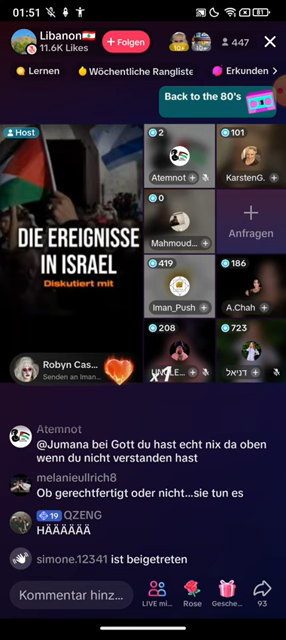 01:51
81
Libanon🇱🇧
11.6K Likes
+ Folgen
10+
10+
447
Lernen
Wöchentliche Rangliste
Erkunden
Back to the 80's
Host
DIE EREIGNISSE
IN ISRAEL
Diskutiert mit
2
Atemnot
101
KarstenG.
0
Mahmoud...
Anfragen
419
Iman_Push
186
A.Chah
208
723
דניאל
Robyn Cas...
Senden an Iman...
x1
Atemnot
@Jumana bei Gott du hast echt nix da oben
wenn du nicht verstanden hast
melanieullrich8
Ob gerechtfertigt oder nicht...sie tun es
19 QZENG
HÄÄÄÄÄÄ
simone.12341 ist beigetreten
Kommentar hinz...
LIVE mi...
Rose
Gesche...
93